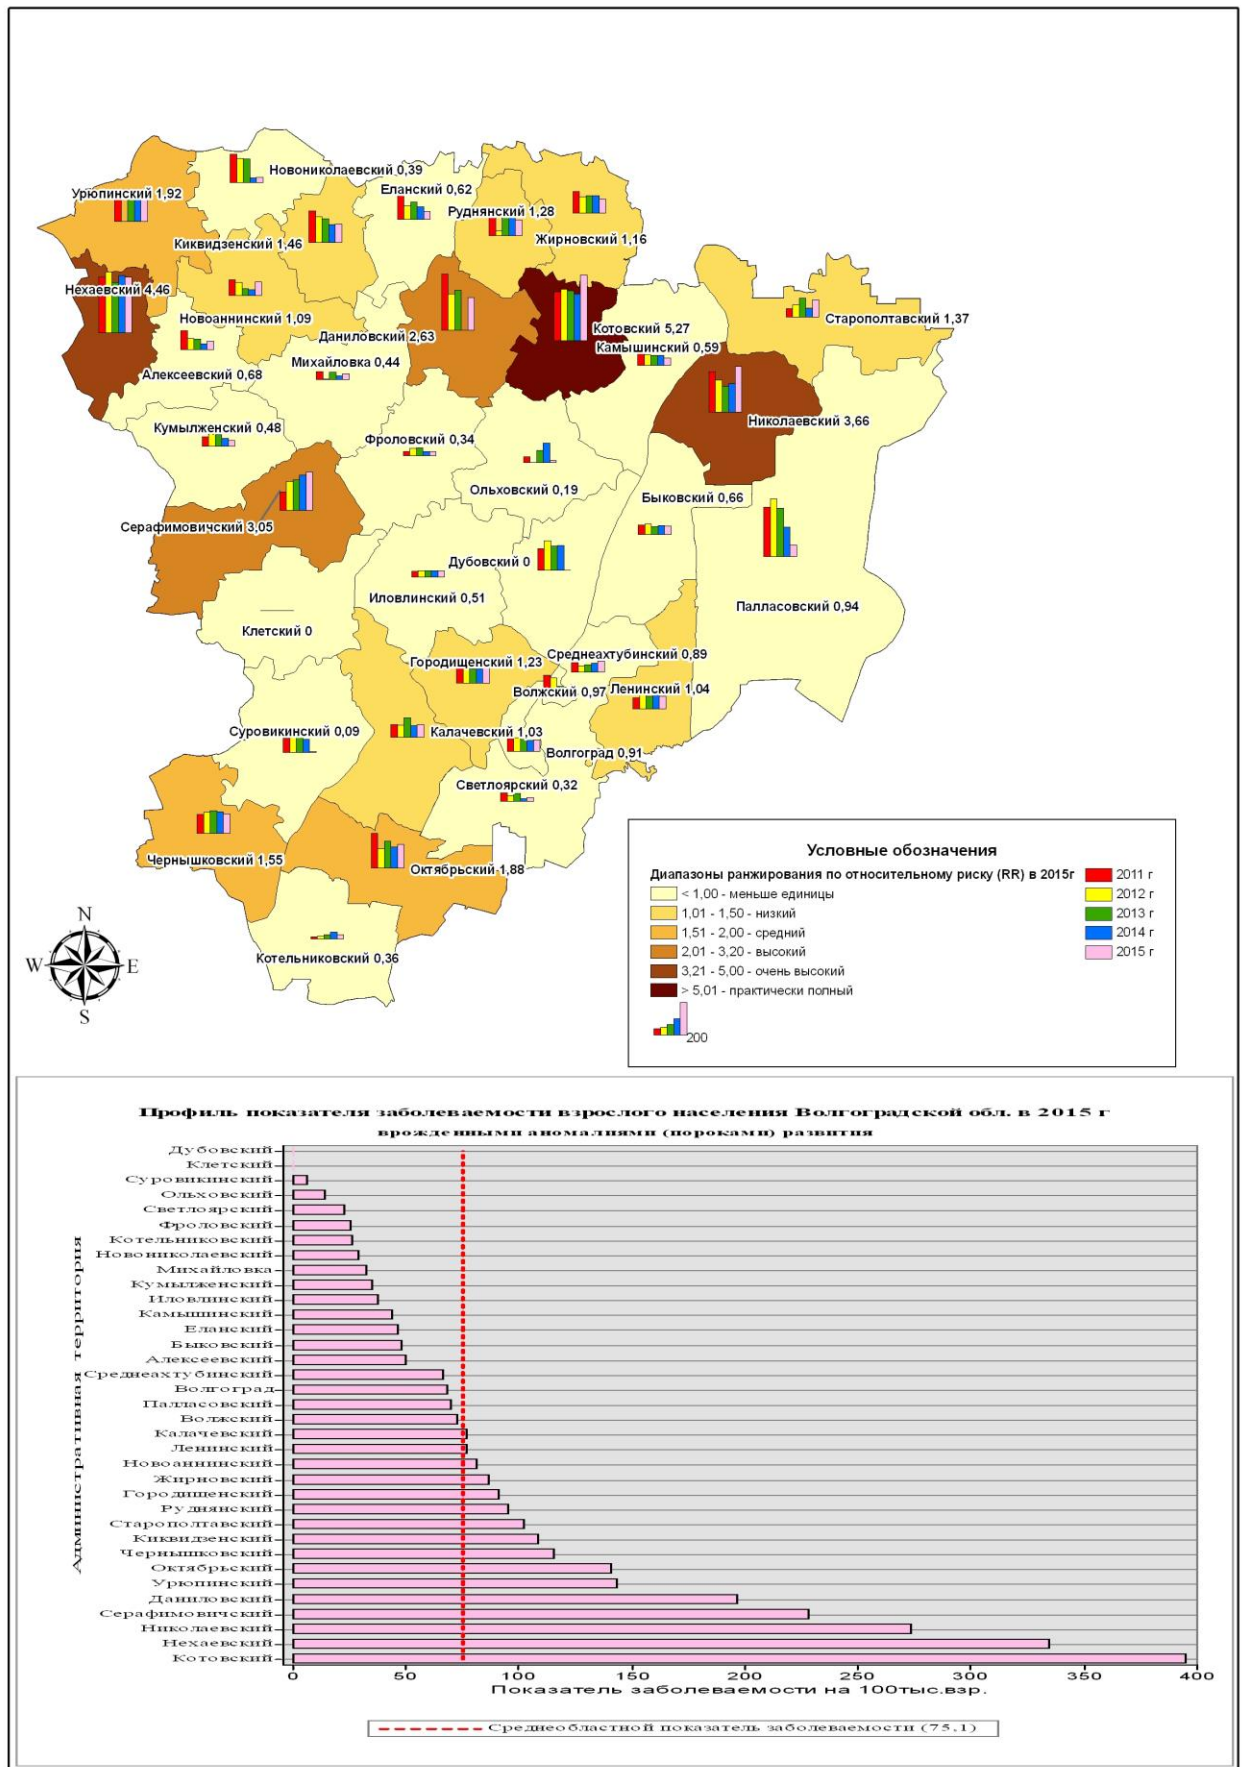 Новониколаевский 0,39
Еланский 0,62
Урюпинский 1,92
Руднянский 1,28
Киквидзенский 1,46
Жирновский 1,16
Нехаевский 4,46
Новоаннинский 1,09
Даниловский 2,63
Котовский 5,27
Старополтавский 1,37
Камышинский 0,59
Михайловка 0,44
Алексеевский 0,68
Николаевский 3,66
Кумылженский 0,48
Фроловский 0,34
Ольховский 0,19
Быковский 0,66
Серафимовичский 3,05
Дубовский 0
Иловлинский 0,51
Палласовский 0,94
Клетский 0
Среднеахтубинский 0,89
Городищенский 1,23
Волжский 0,97
Ленинский 1,04
Суровикинский 0,09
Калачевский 1,03
Волгоград 0,91
Светлоярский 0,32
Чернышковский 1,55
Октябрьский 1,88
Котельниковский 0,36
N
W E
S
Условные обозначения
Диапазоны ранжирования по относительному риску (RR) в 2015г
< 1,00 - меньше единицы
1,01 - 1,50 - низкий
1,51 - 2,00 - средний
2,01 - 3,20 - высокий
3,21 - 5,00 - очень высокий
> 5,01 - практически полный
200
2011 г
2012 г
2013 г
2014 г
2015 г
Профиль показателя заболеваемости взрослого населения Волгоградской обл. в 2015 г
врожденными аномалиями (пороками) развития
Административная территория
Дубовский
Клетский
Суровикинский
Ольховский
Светлоярский
Фроловский
Котельниковский
Новониколаевский
Михайловка
Кумылженский
Иловлинский
Камышинский
Еланский
Быковский
Алексеевский
Среднеахтубинский
Волгоград
Палласовский
Волжский
Калачевский
Ленинский
Новоаннинский
Жирновский
Городищенский
Руднянский
Старополтавский
Киквидзенский
Чернышковский
Октябрьский
Урюпинский
Даниловский
Серафимовичский
Николаевский
Нехаевский
Котовский
0 50 100 150 200 250 300 350 400
Показатель заболеваемости на 100тыс.взр.
Среднеобластной показатель заболеваемости (75,1)